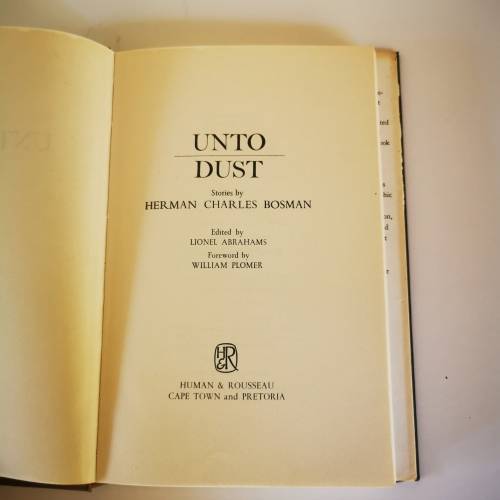 UNTO
DUST
Stories by
HERMAN CHARLES BOSMAN
Edited by
LIONEL ABRAHAMS
Foreword by
WILLIAM PLOMER
H&R
HUMAN & ROUSSEAU
CAPE TOWN and PRETORIA